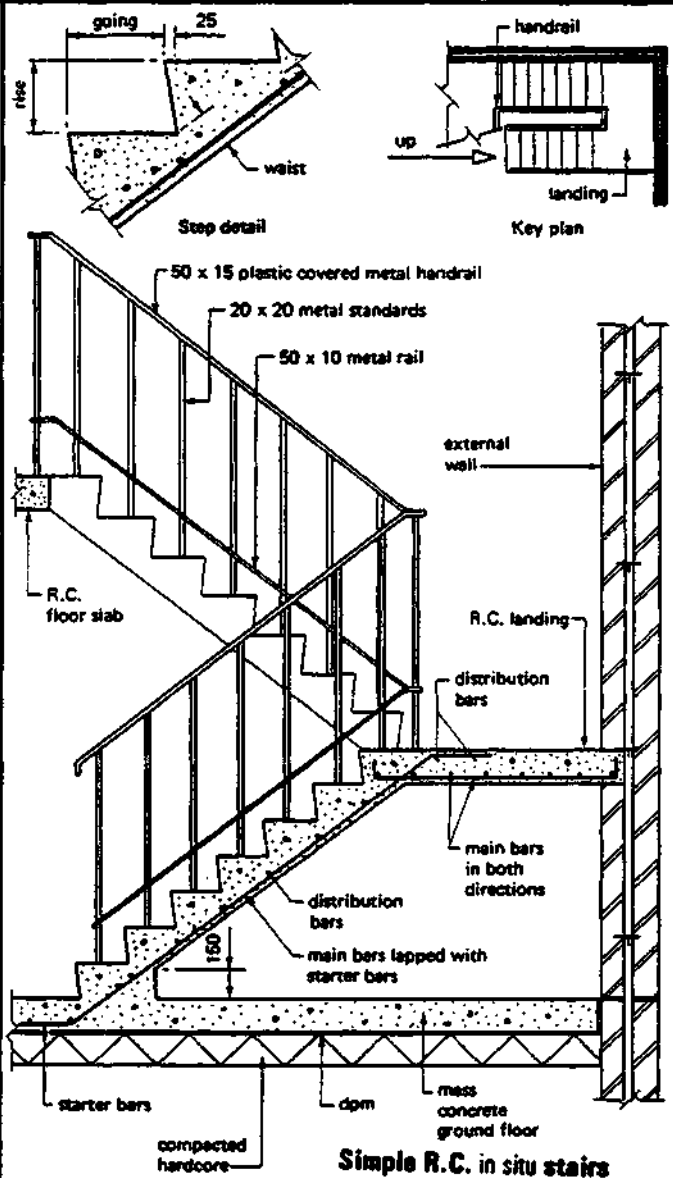 going
25
handrail
rise
waist
up
landing
Step detail
Key plan
50 x 15 plastic covered metal handrail
20 x 20 metal standards
50 x 10 metal rail
external
wall
R.C.
floor slab
R.C. landing
distribution
bars
main bars
in both
directions
distribution
bars
150
main bars lapped with
starter bars
starter bars
dpm
mass
concrete
ground floor
compacted
hardcore
Simple R.C. in situ stairs